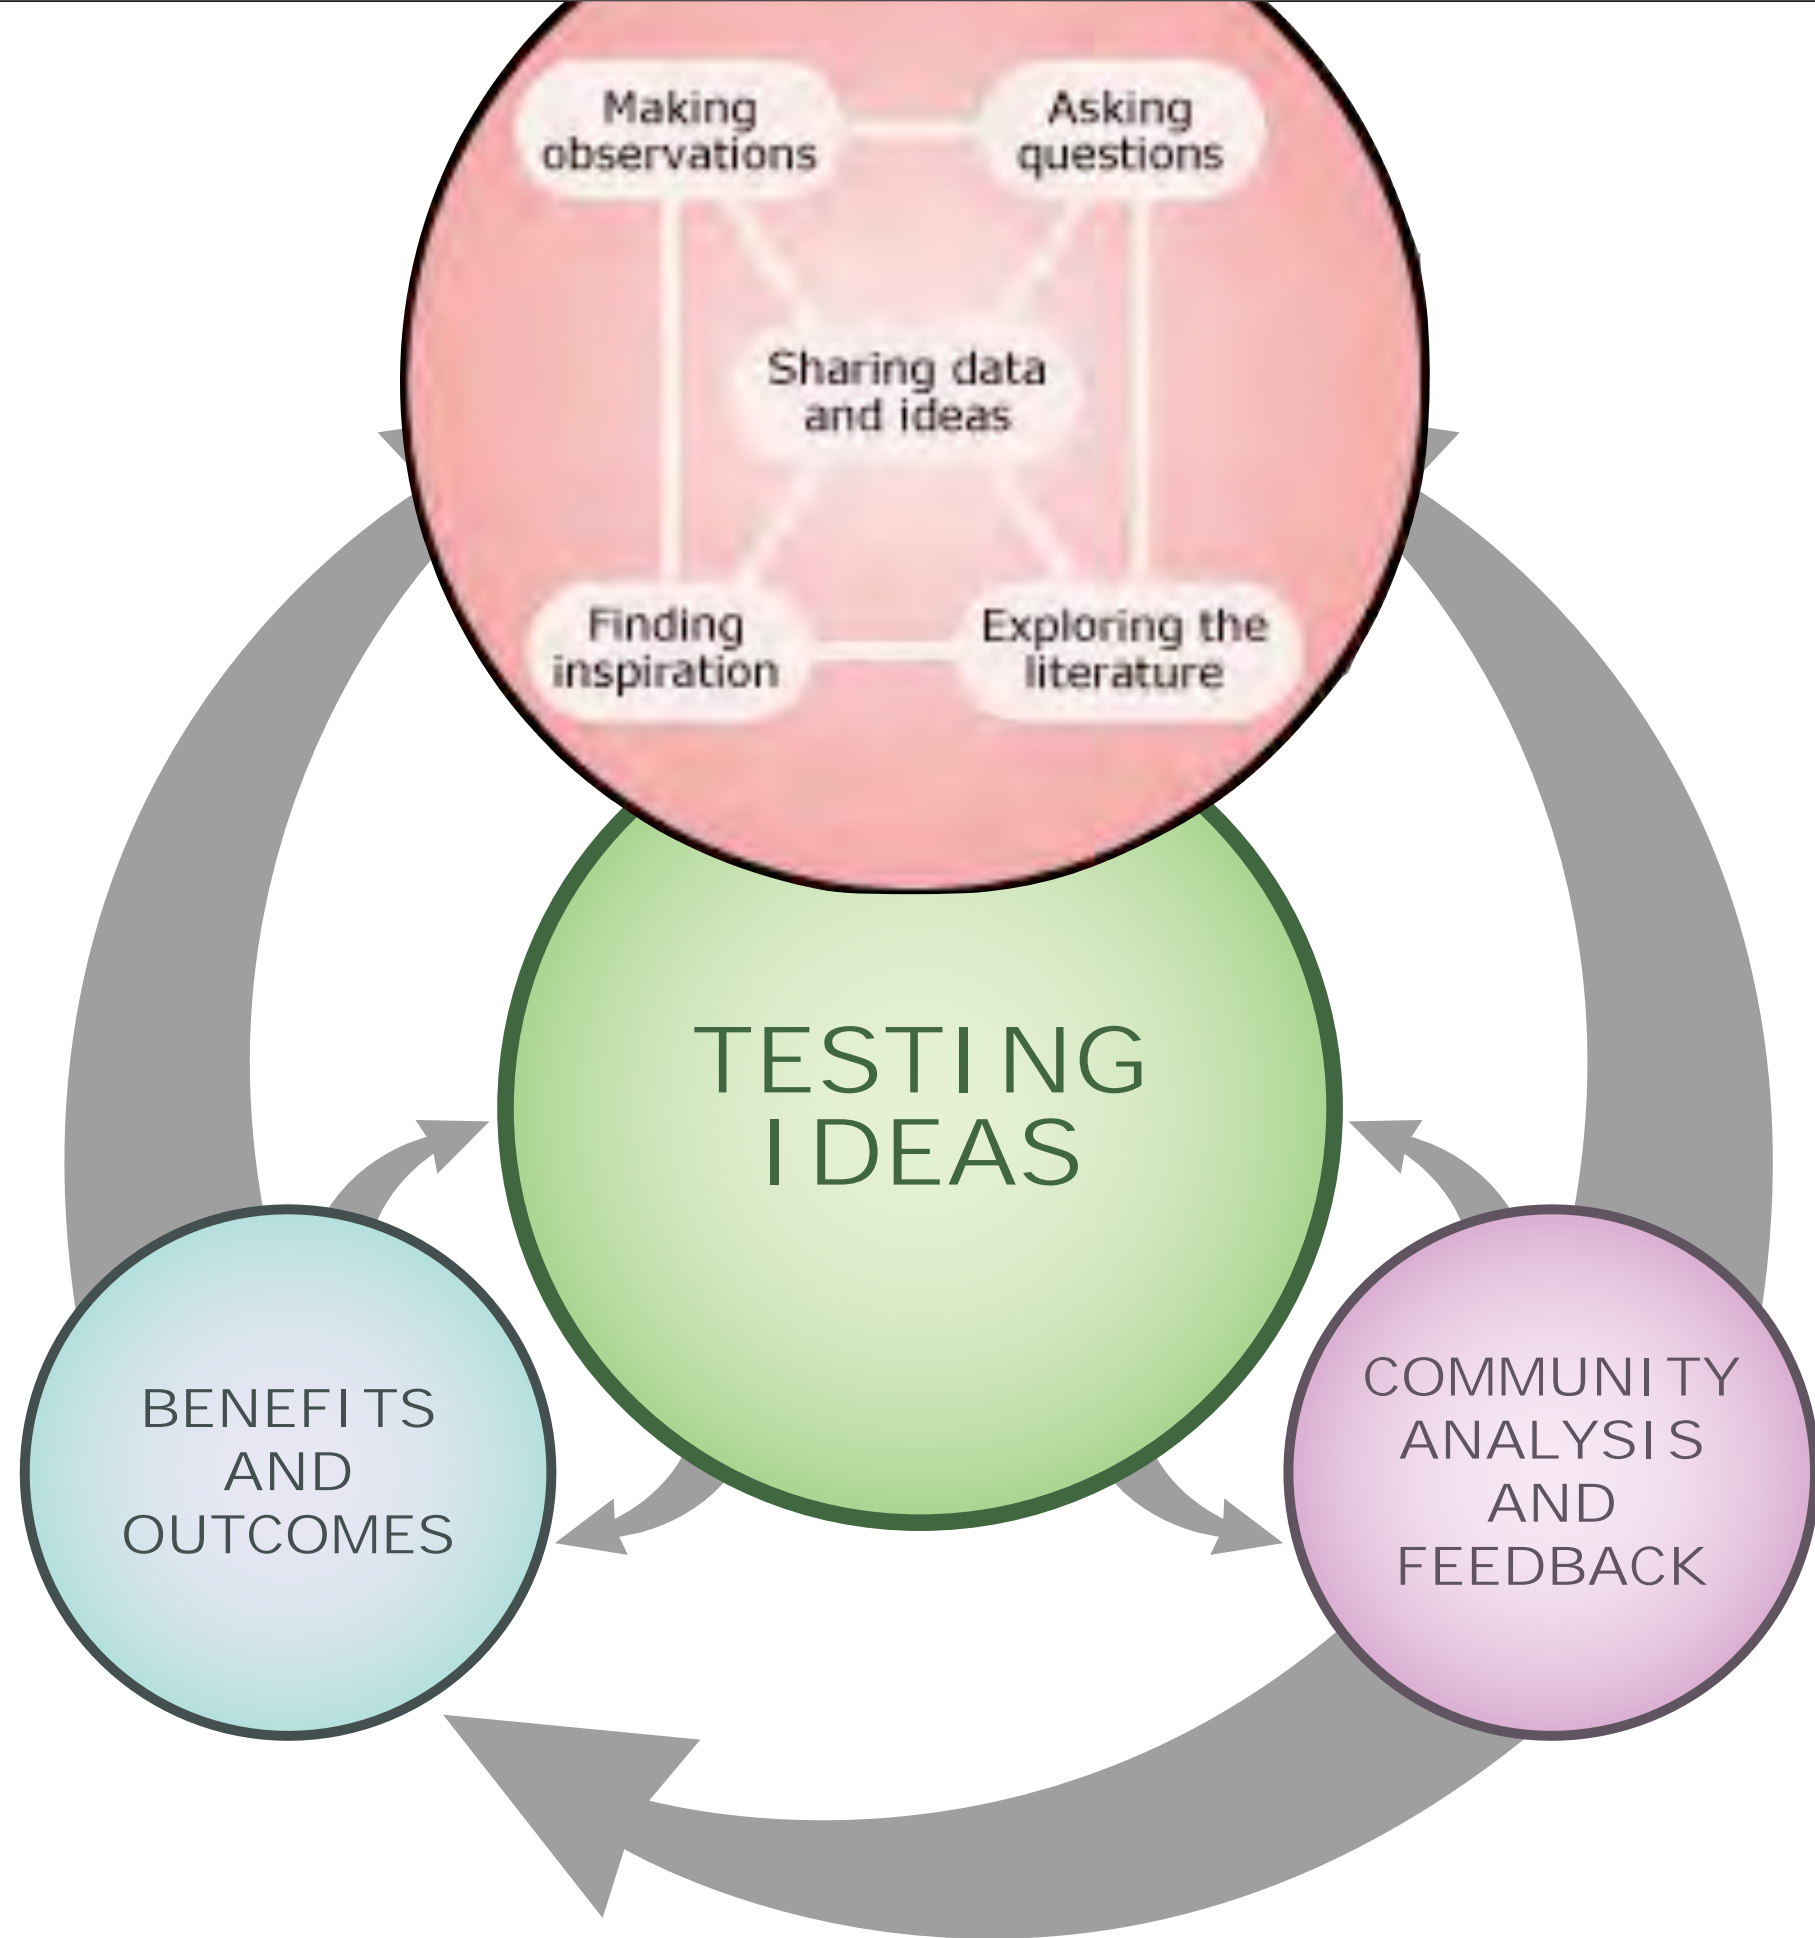 Making
observations
Asking
questions
Sharing data
and ideas
Finding
inspiration
Exploring the
literature
TESTING
IDEAS
BENEFITS
AND
OUTCOMES
COMMUNITY
ANALYSIS
AND
FEEDBACK